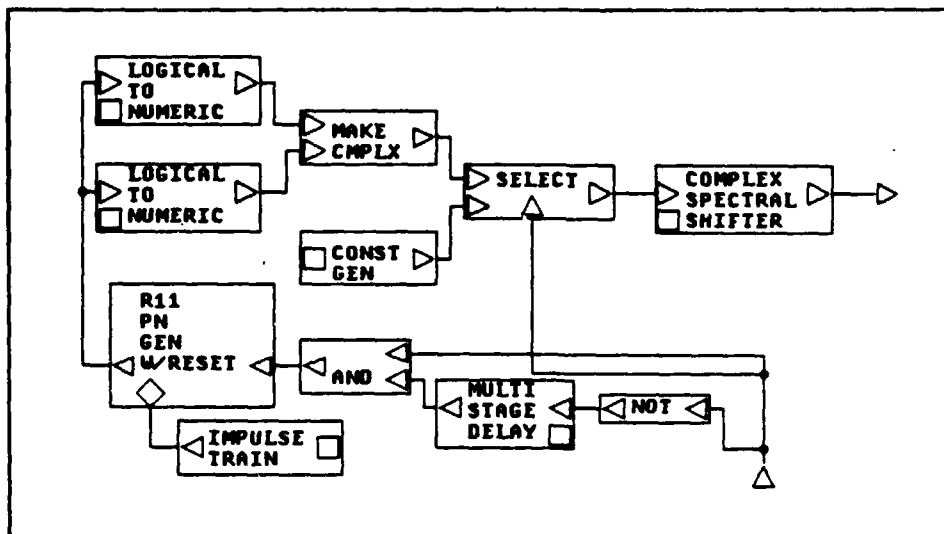 LOGICAL
TO
NUMERIC
MAKE
CMPLX
LOGICAL
TO
NUMERIC
SELECT
COMPLEX
SPECTRAL
SHIFTER
CONST
GEN
R11
PN
GEN
W/RESET
AND
MULTI
STAGE
DELAY
NOT
IMPULSE
TRAIN